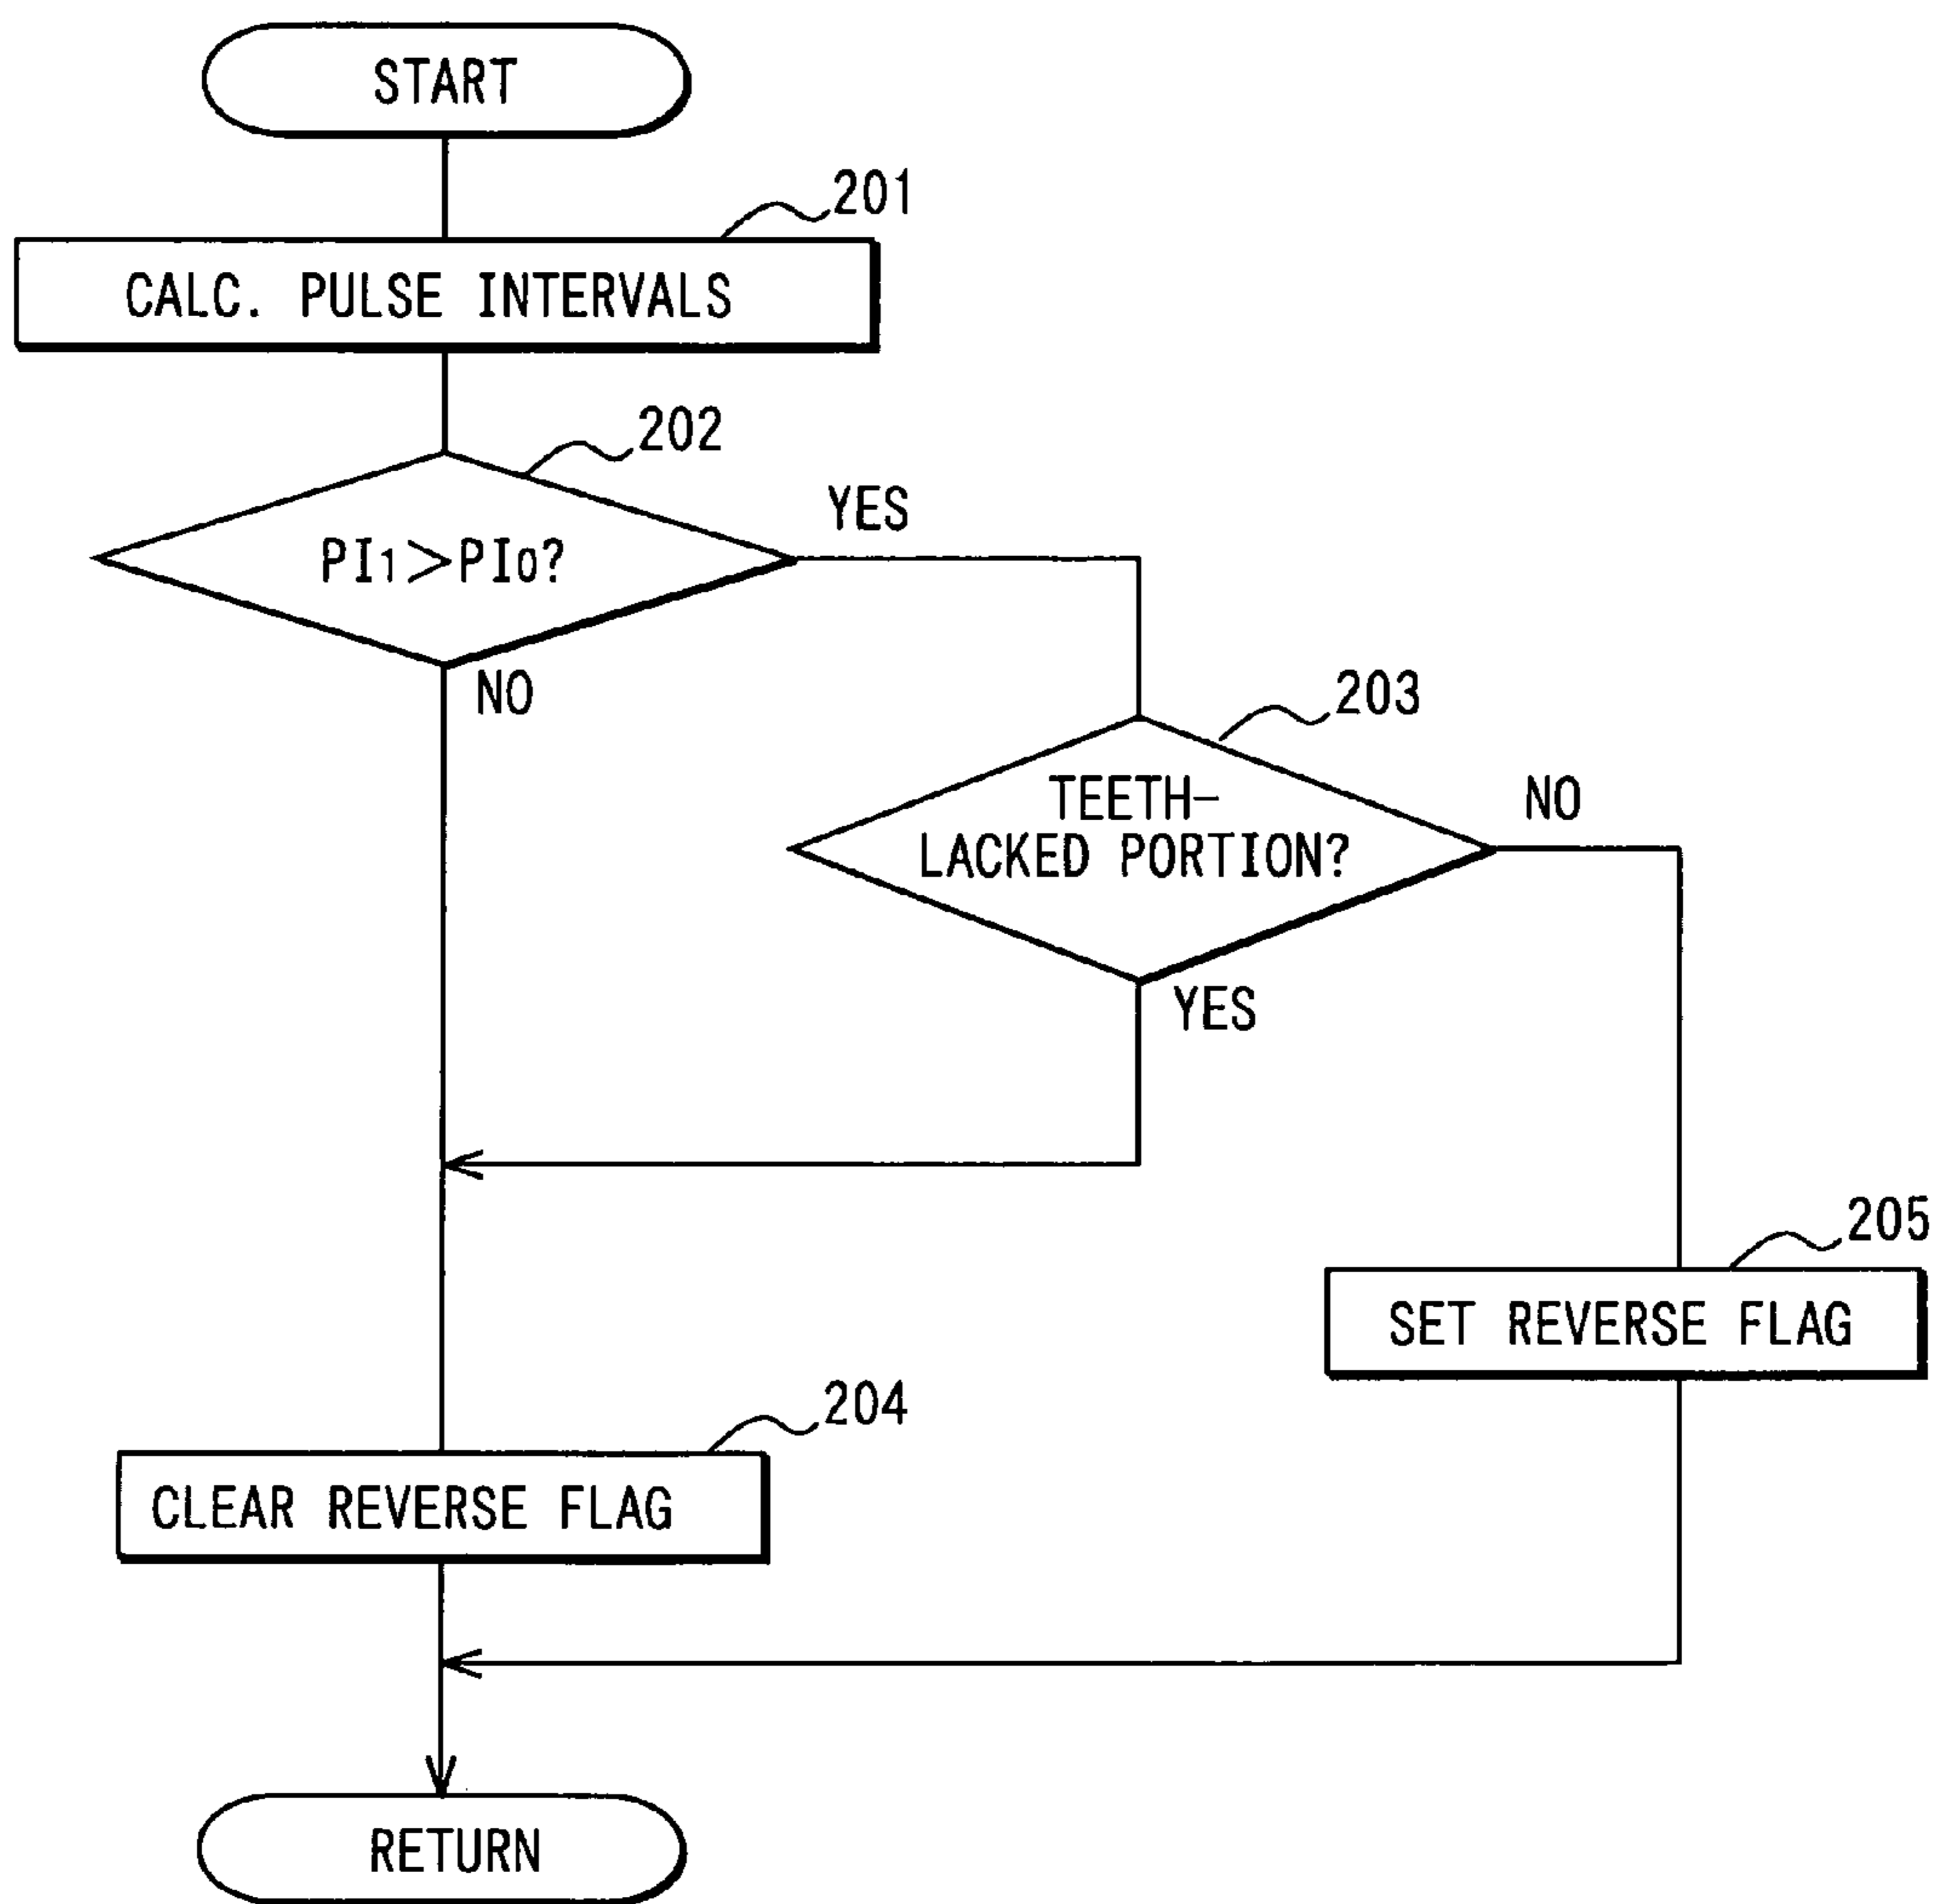 START
201
CALC. PULSE INTERVALS
202
YES
PI1>PI0?
NO
203
TEETH-
LACKED PORTION?
NO
YES
205
SET REVERSE FLAG
204
CLEAR REVERSE FLAG
RETURN